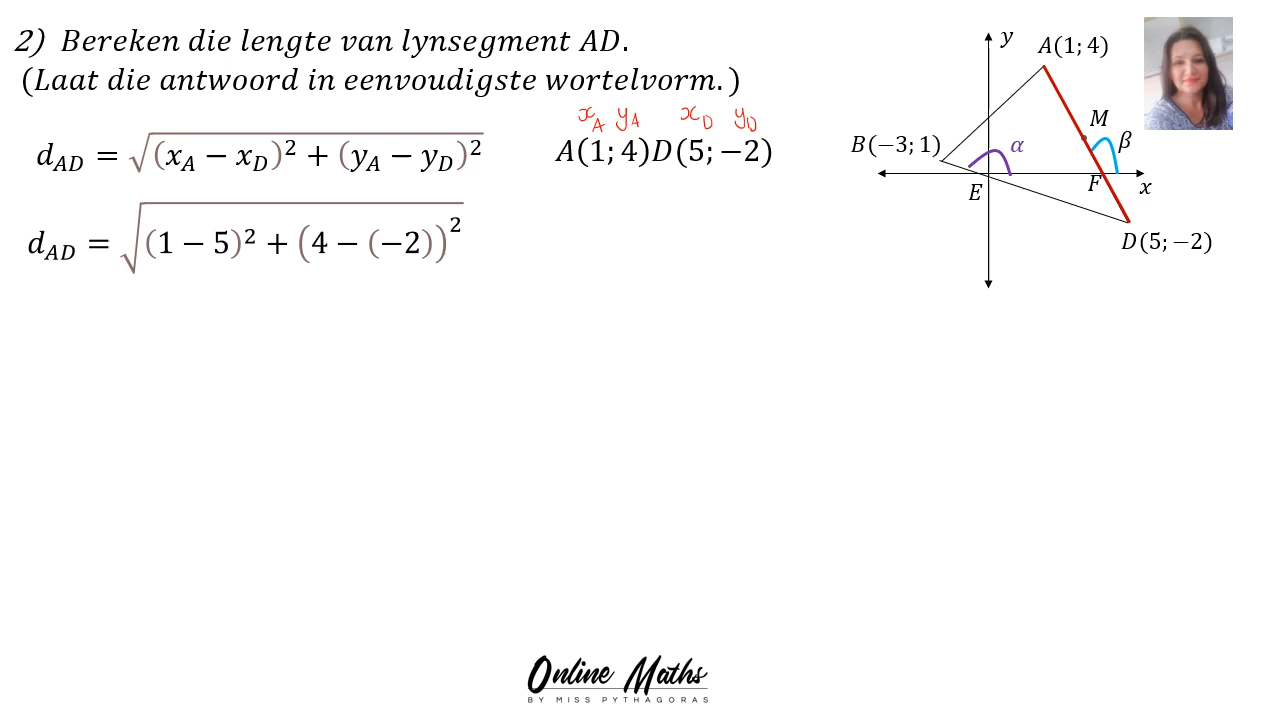 2) Bereken die lengte van lynsegment AD.
(Laat die antwoord in eenvoudigste wortelvorm.)
x_A y_A x_D y_D
d_AD = √((x_A − x_D)² + (y_A − y_D)²)
A(1; 4)D(5; −2)
d_AD = √((1 − 5)² + (4 − (−2))²)
y
A(1; 4)
M
B(−3; 1)
α
β
E
F
x
D(5; −2)
Online Maths
BY MISS PYTHAGORAS